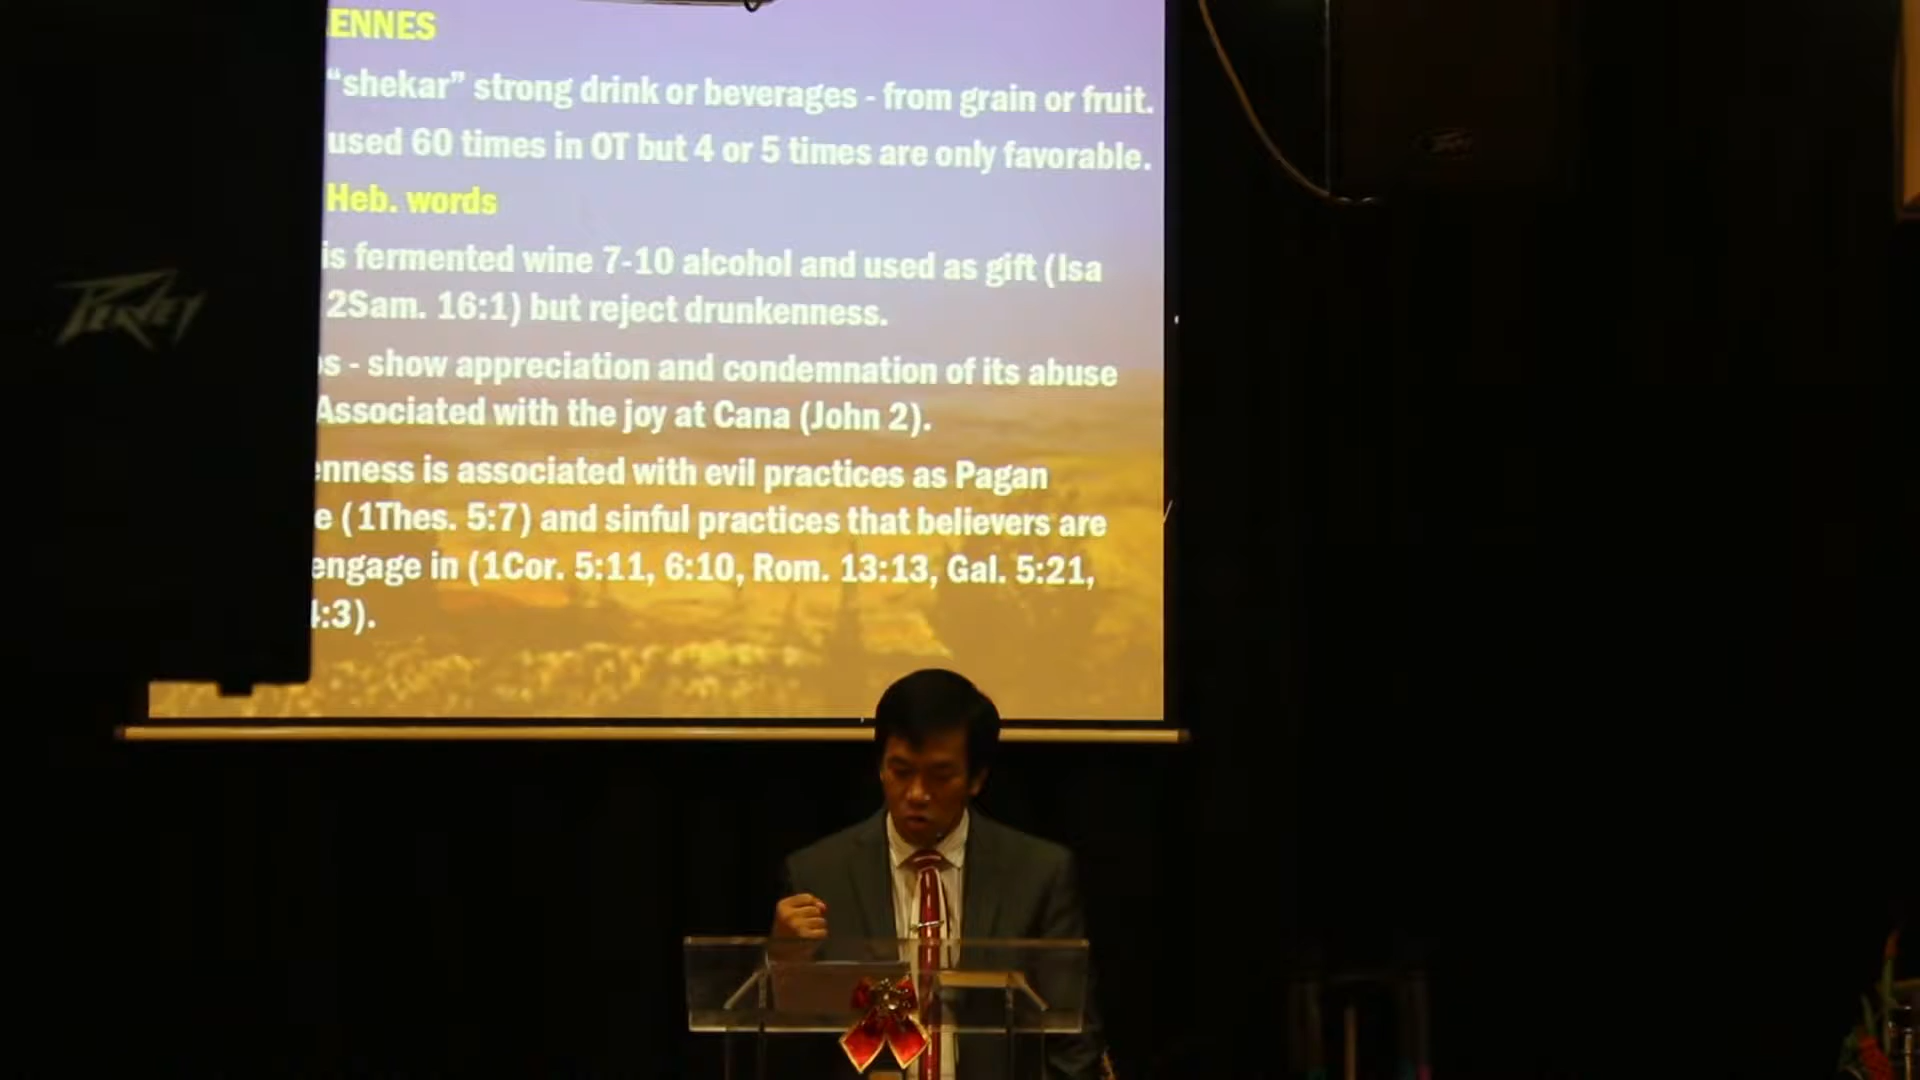 PEAVEY
ENNES
“shekar” strong drink or beverages - from grain or fruit.
used 60 times in OT but 4 or 5 times are only favorable.
Heb. words
is fermented wine 7-10 alcohol and used as gift (Isa
2Sam. 16:1) but reject drunkenness.
s - show appreciation and condemnation of its abuse
Associated with the joy at Cana (John 2).
enness is associated with evil practices as Pagan
e (1Thes. 5:7) and sinful practices that believers are
engage in (1Cor. 5:11, 6:10, Rom. 13:13, Gal. 5:21,
4:3).